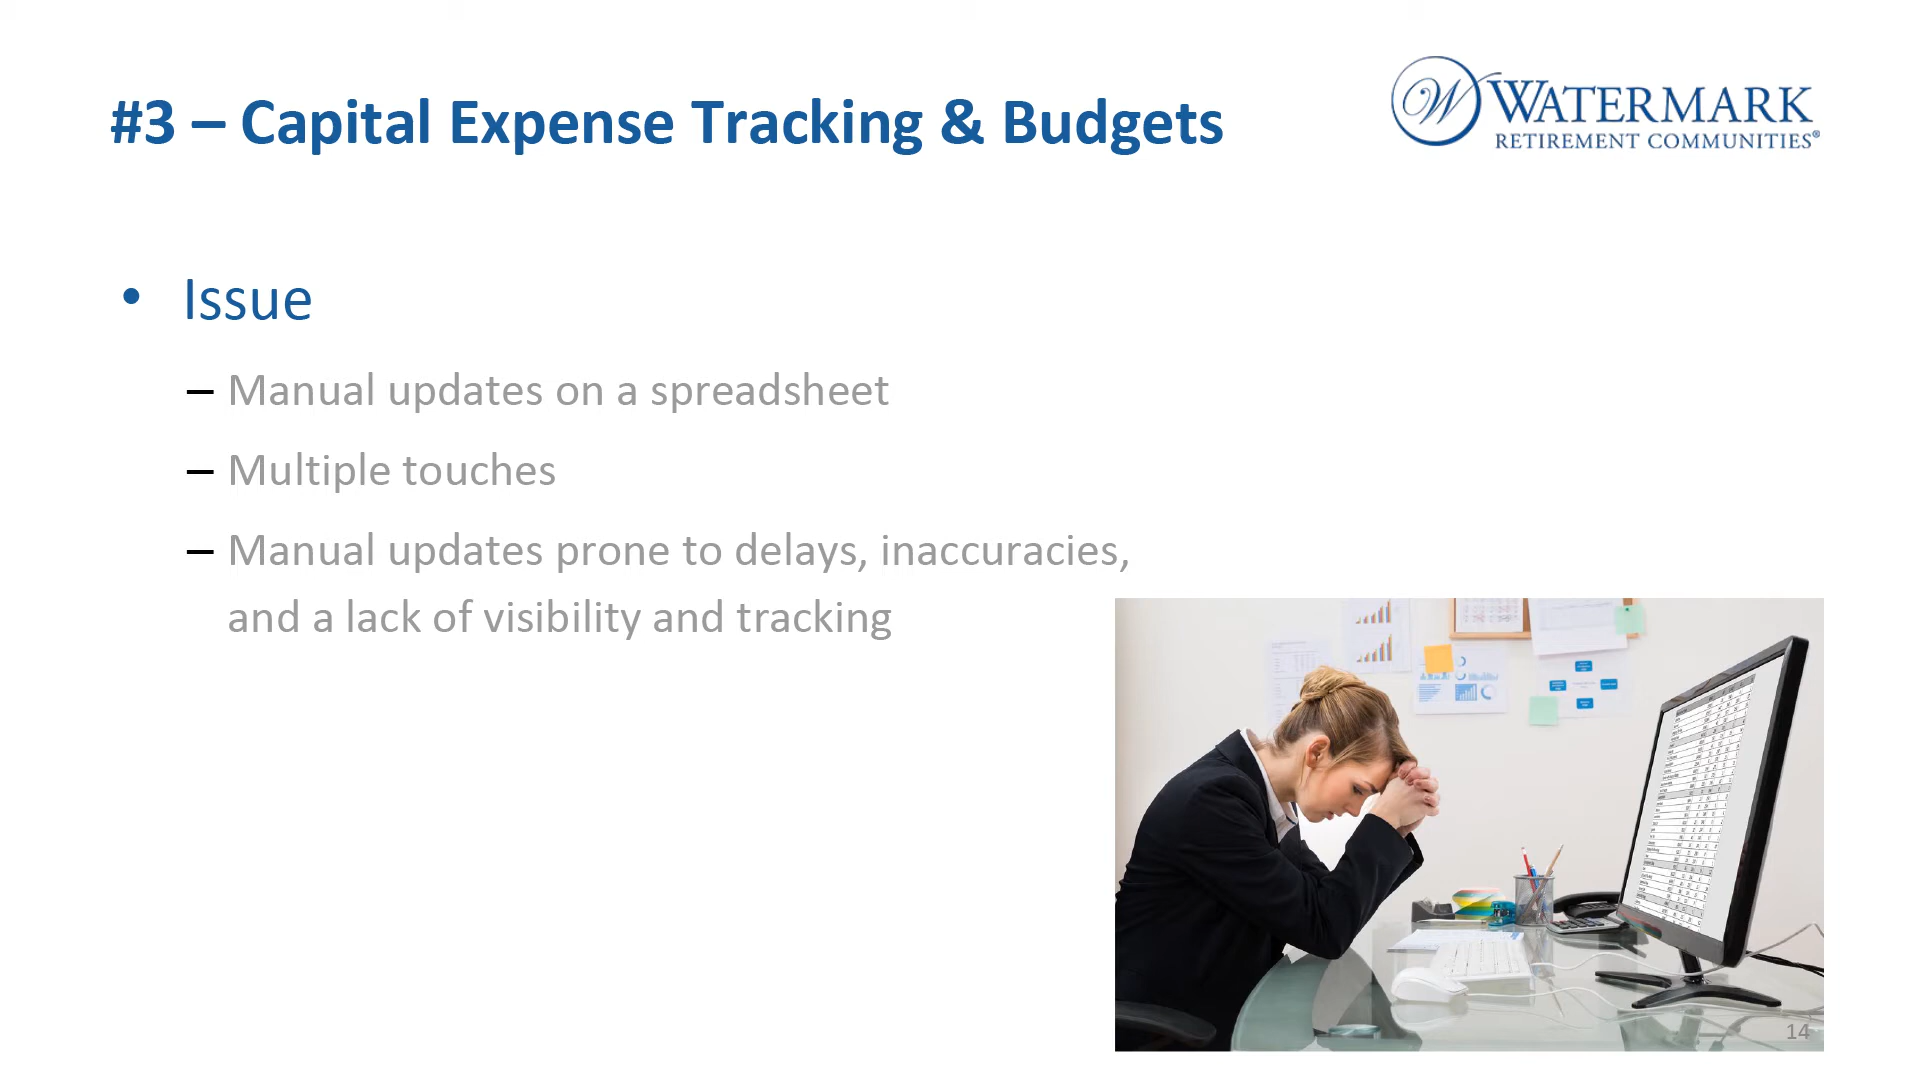 #3 – Capital Expense Tracking & Budgets
WATERMARK
RETIREMENT COMMUNITIES®
• Issue
– Manual updates on a spreadsheet
– Multiple touches
– Manual updates prone to delays, inaccuracies,
and a lack of visibility and tracking
14